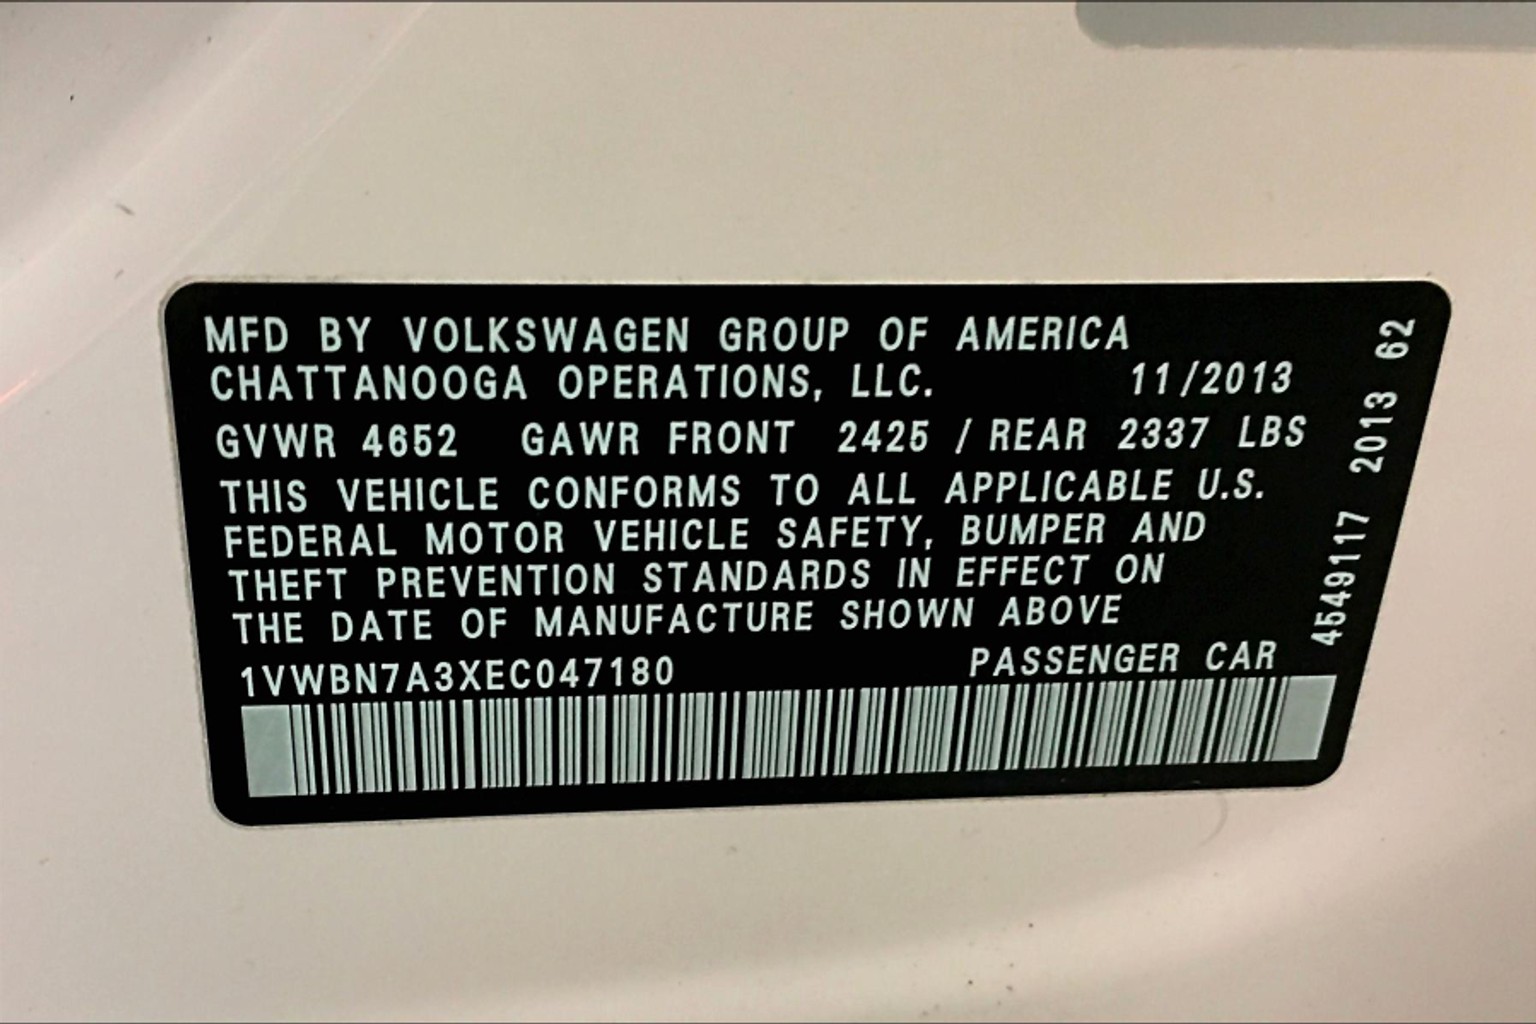 MFD BY VOLKSWAGEN GROUP OF AMERICA
CHATTANOOGA OPERATIONS, LLC. 11/2013
GVWR 4652 GAWR FRONT 2425 / REAR 2337 LBS
THIS VEHICLE CONFORMS TO ALL APPLICABLE U.S.
FEDERAL MOTOR VEHICLE SAFETY, BUMPER AND
THEFT PREVENTION STANDARDS IN EFFECT ON
THE DATE OF MANUFACTURE SHOWN ABOVE
1VWBN7A3XEC047180 PASSENGER CAR
4549117 2013 62